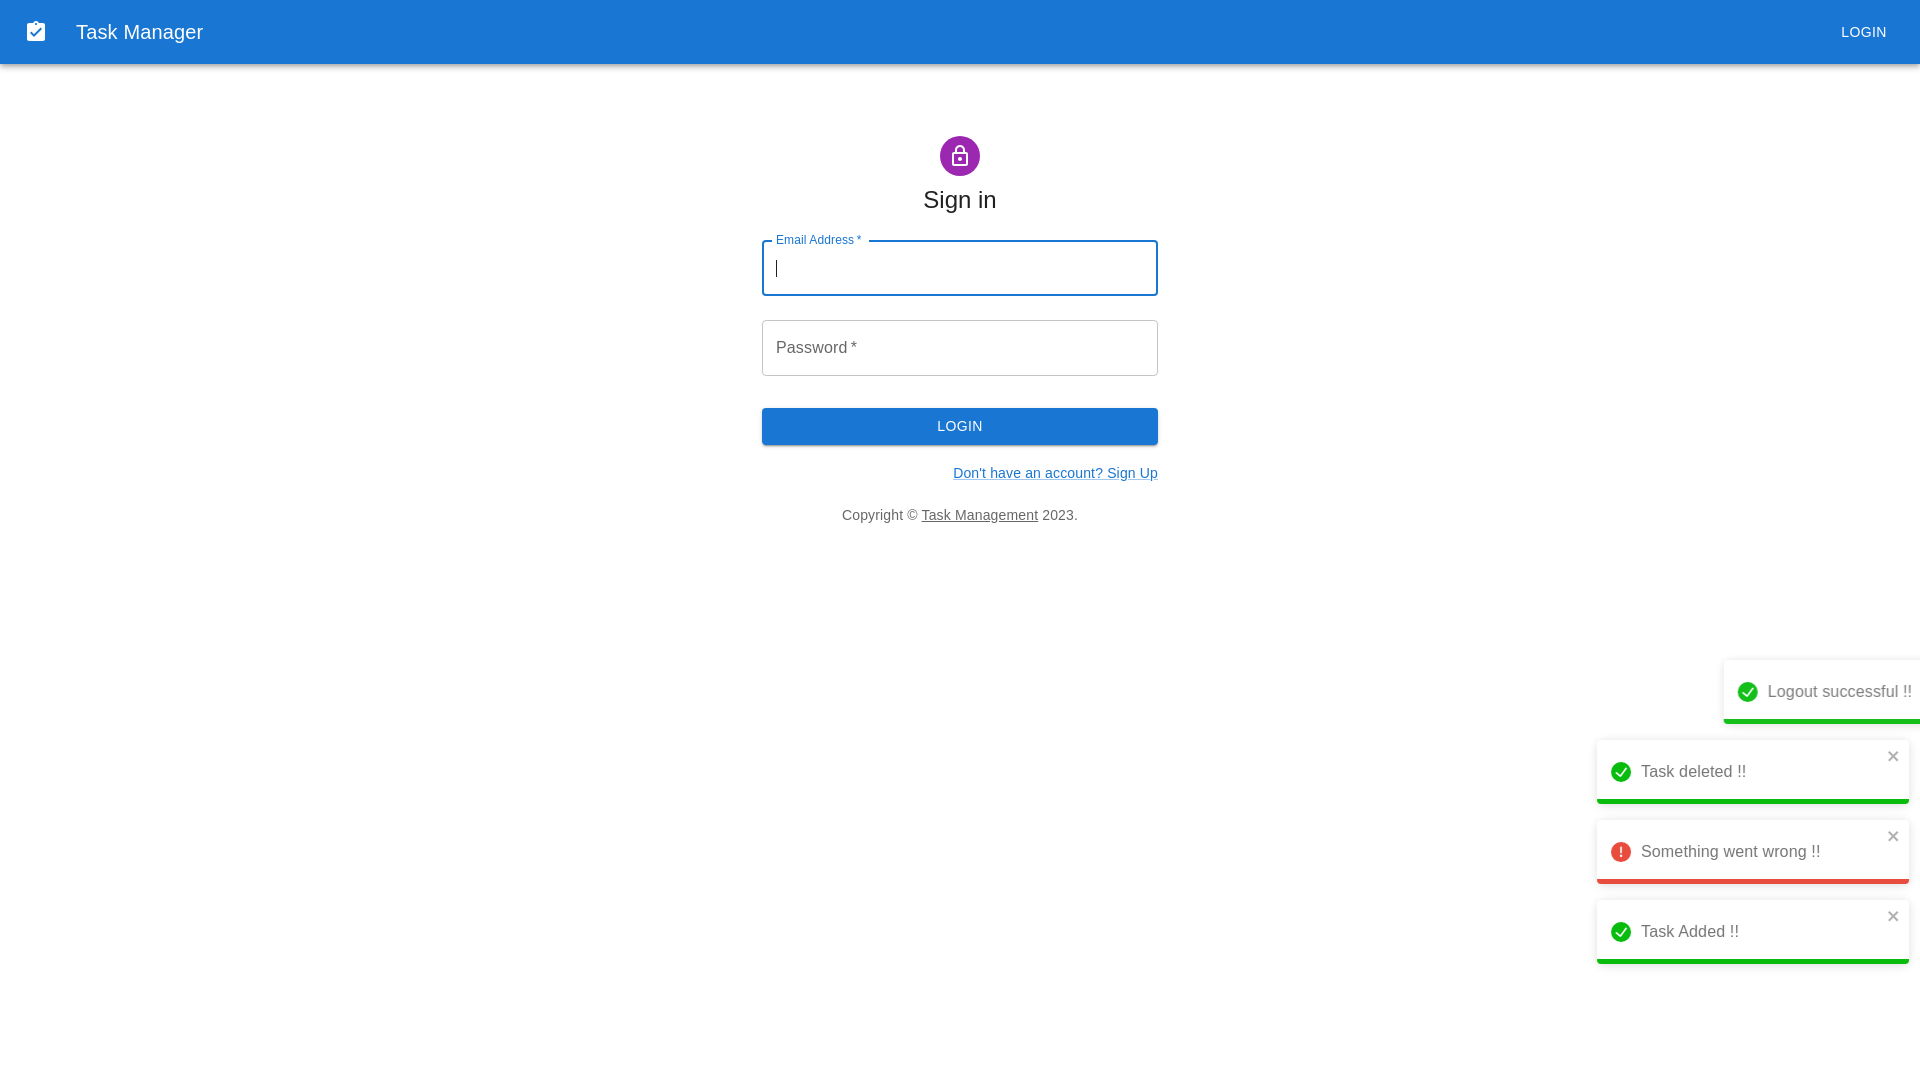 Task Manager
LOGIN
Sign in
Email Address *
Password *
LOGIN
Don't have an account? Sign Up
Copyright © Task Management 2023.
Logout successful !!
Task deleted !!
Something went wrong !!
Task Added !!